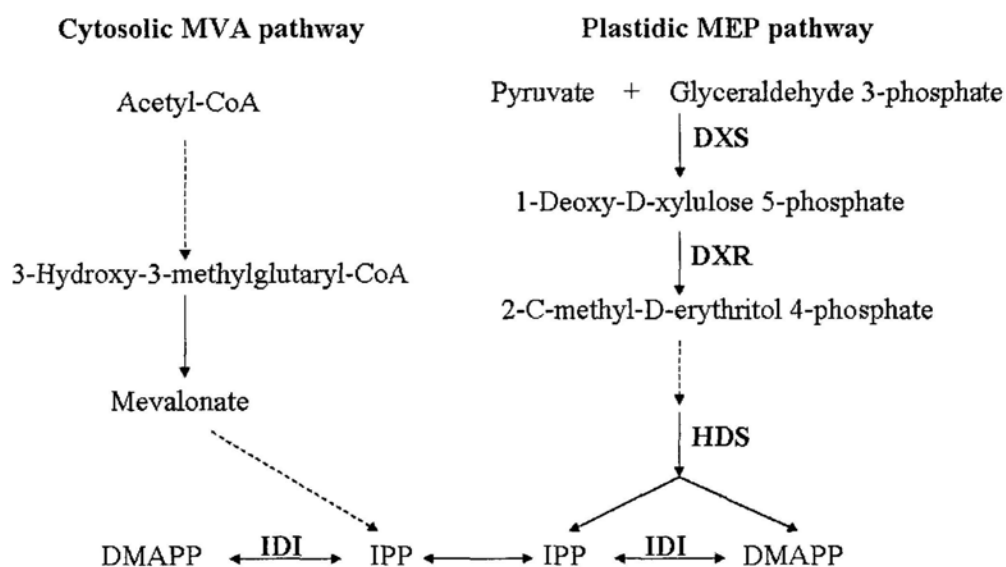 Cytosolic MVA pathway
Plastidic MEP pathway
Acetyl-CoA
Pyruvate + Glyceraldehyde 3-phosphate
DXS
1-Deoxy-D-xylulose 5-phosphate
3-Hydroxy-3-methylglutaryl-CoA
DXR
2-C-methyl-D-erythritol 4-phosphate
Mevalonate
HDS
DMAPP IDI IPP IPP IDI DMAPP